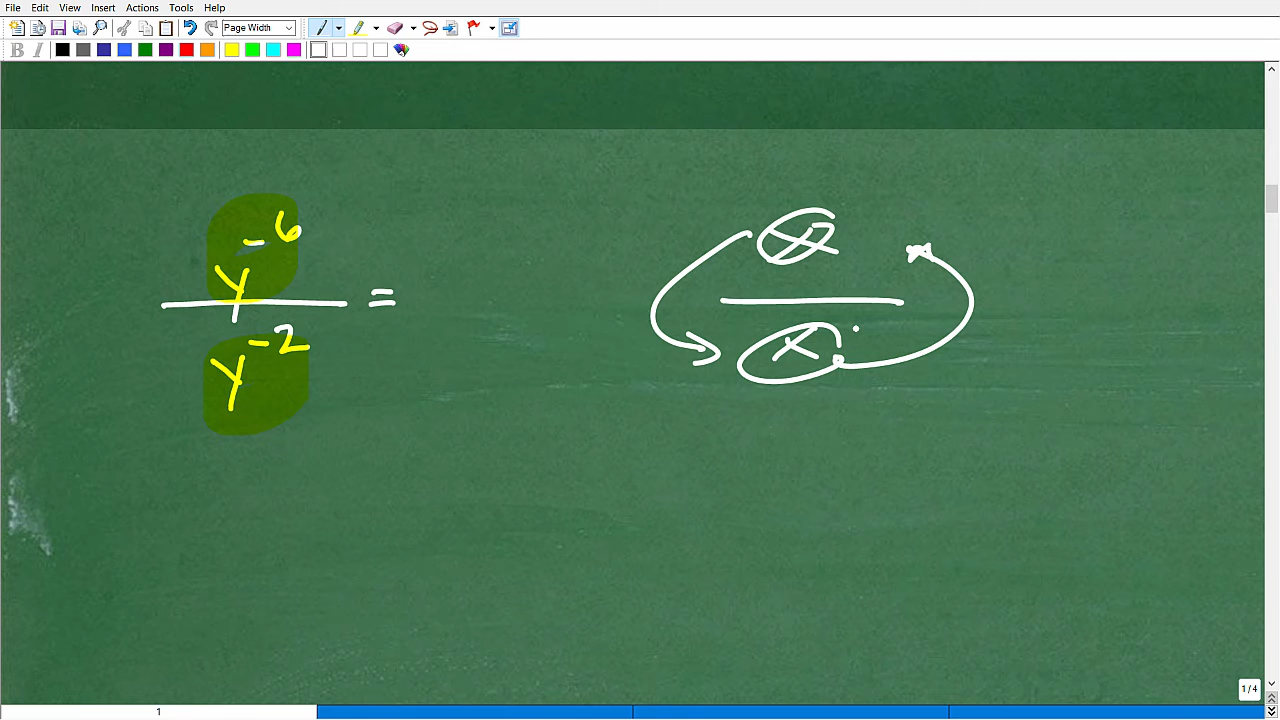 File Edit View Insert Actions Tools Help
Page Width
B I
y⁻⁶
y⁻² =
x
x
1/4
1